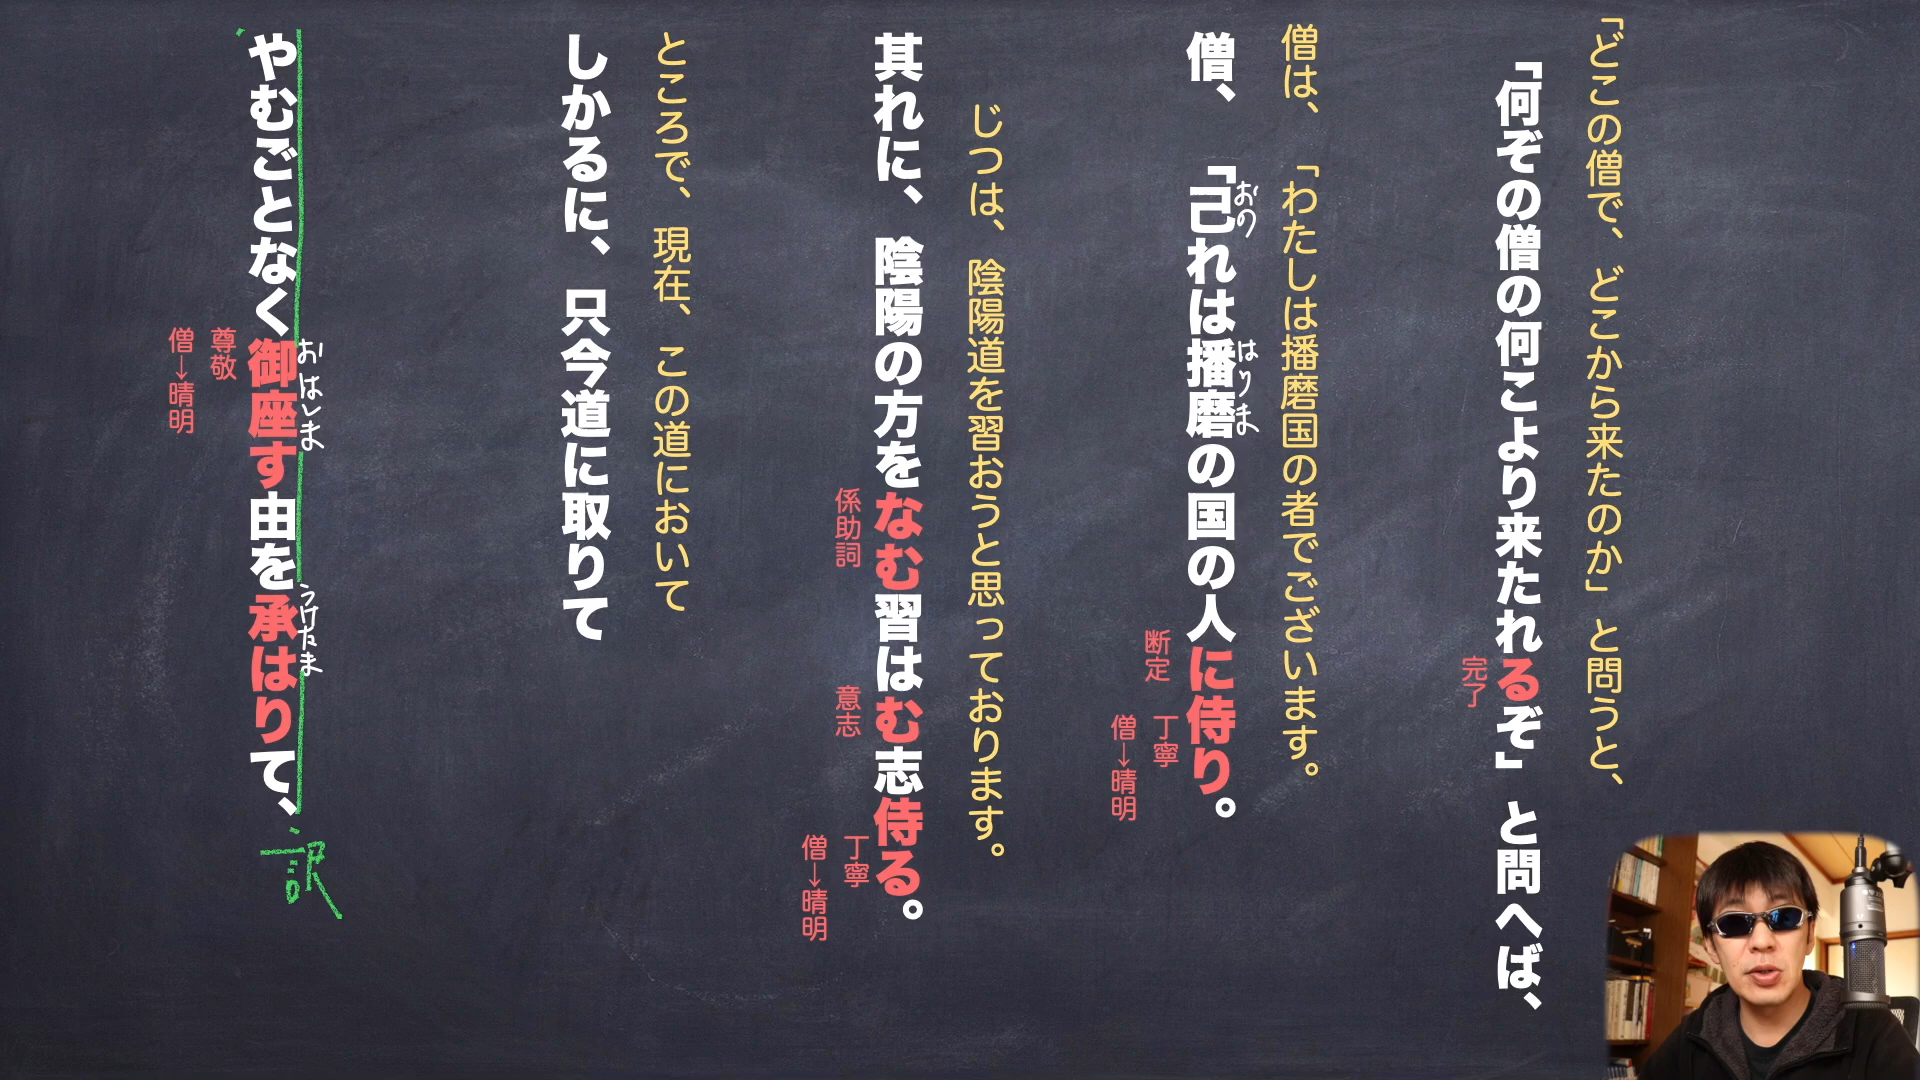 「どこの僧で、どこから来たのか」と問うと、
「何ぞの僧の何こより来たれるぞ」と問へば、
完了
僧は、「わたしは播磨国の者でございます。
おの
はりま
僧、「己れは播磨の国の人に侍り。
断定
丁寧
僧→晴明
じつは、陰陽道を習おうと思っております。
其れに、陰陽の方をなむ習はむ志侍る。
係助詞
意志
丁寧
僧→晴明
ところで、現在、この道において
しかるに、只今道に取りて
おはしま
うけたま
やむごとなく御座す由を承はりて、
尊敬
僧→晴明
訳